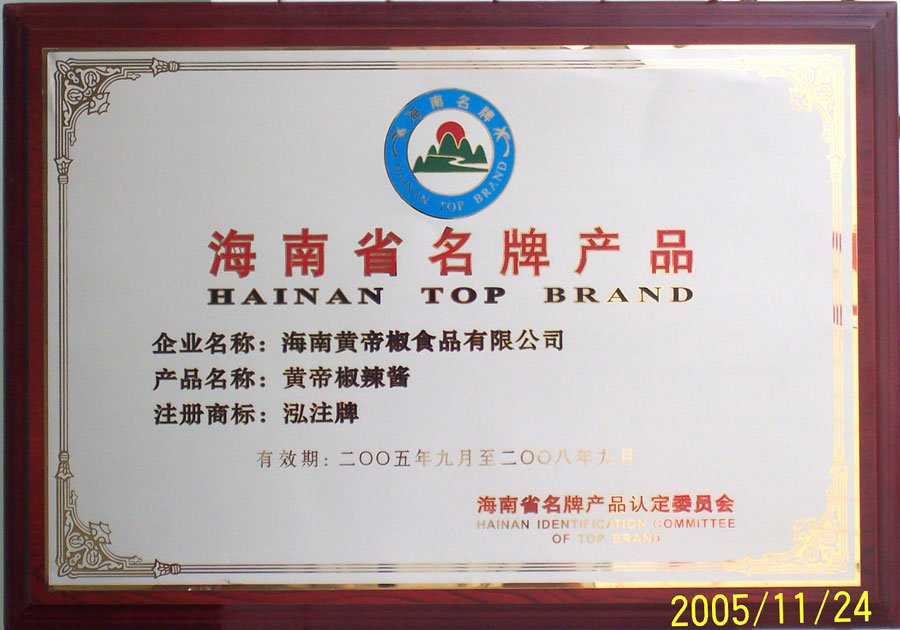 海南名牌
HAINAN TOP BRAND
海南省名牌产品
HAINAN TOP BRAND
企业名称：海南黄帝椒食品有限公司
产品名称：黄帝椒辣酱
注册商标：泓注牌
有效期：二〇〇五年九月至二〇〇八年九月
海南省名牌产品认定委员会
HAINAN IDENTIFICATION COMMITTEE
OF TOP BRAND
2005/11/24